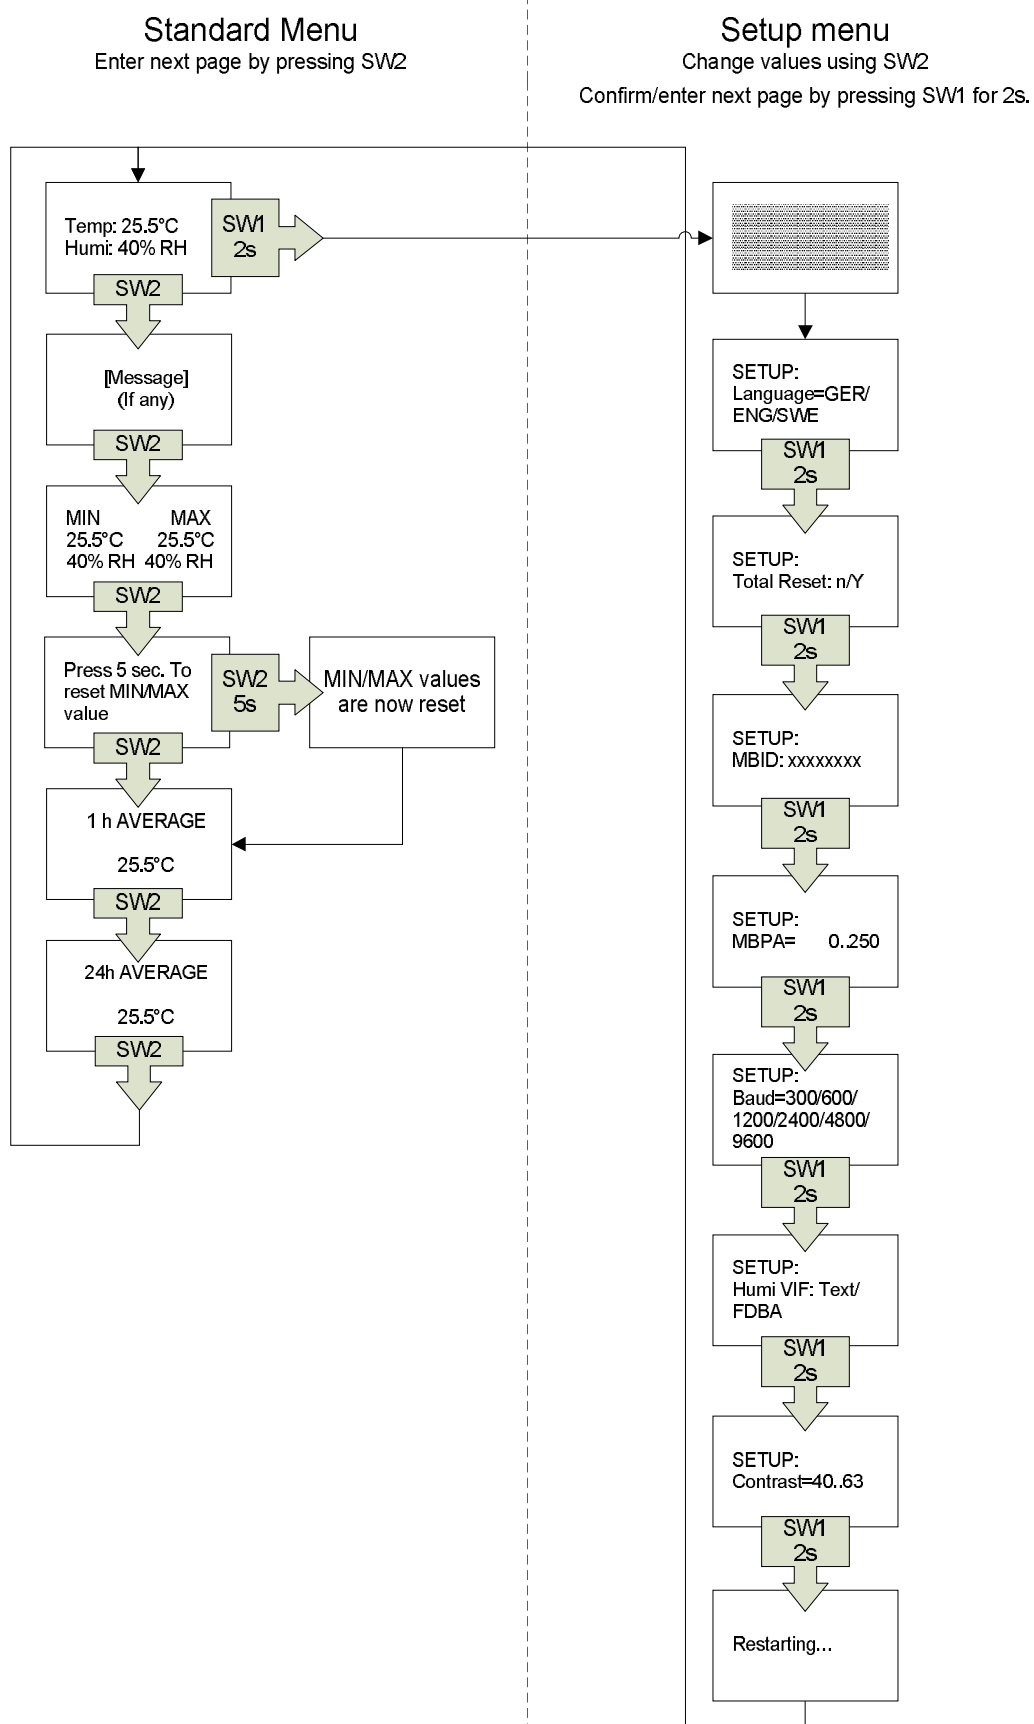 Standard Menu
Enter next page by pressing SW2
Temp: 25.5°C
Humi: 40% RH
SW1
2s
SW2
[Message]
(If any)
SW2
MIN MAX
25.5°C 25.5°C
40% RH 40% RH
SW2
Press 5 sec. To
reset MIN/MAX
value
SW2
5s
MIN/MAX values
are now reset
SW2
1 h AVERAGE
25.5°C
SW2
24h AVERAGE
25.5°C
SW2
Setup menu
Change values using SW2
Confirm/enter next page by pressing SW1 for 2s.
SETUP:
Language=GER/
ENG/SWE
SW1
2s
SETUP:
Total Reset: n/Y
SW1
2s
SETUP:
MBID: xxxxxxxx
SW1
2s
SETUP:
MBPA= 0..250
SW1
2s
SETUP:
Baud=300/600/
1200/2400/4800/
9600
SW1
2s
SETUP:
Humi VIF: Text/
FDBA
SW1
2s
SETUP:
Contrast=40..63
SW1
2s
Restarting...